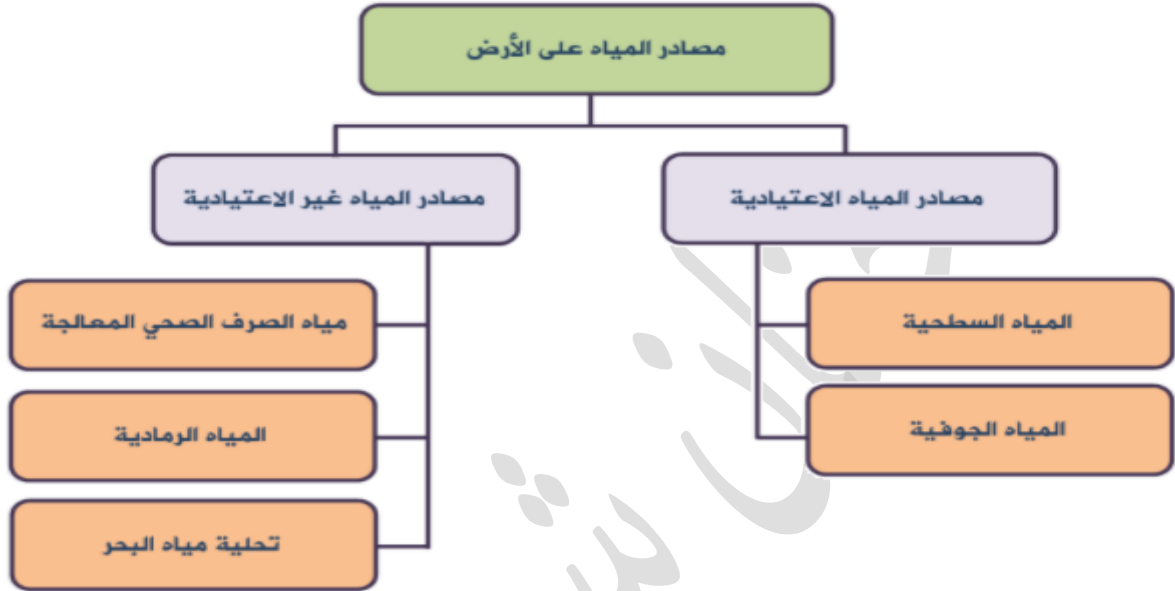 مصادر المياه على الأرض
مصادر المياه الاعتيادية
المياه السطحية
المياه الجوفية
مصادر المياه غير الاعتيادية
مياه الصرف الصحي المعالجة
المياه الرمادية
تحلية مياه البحر